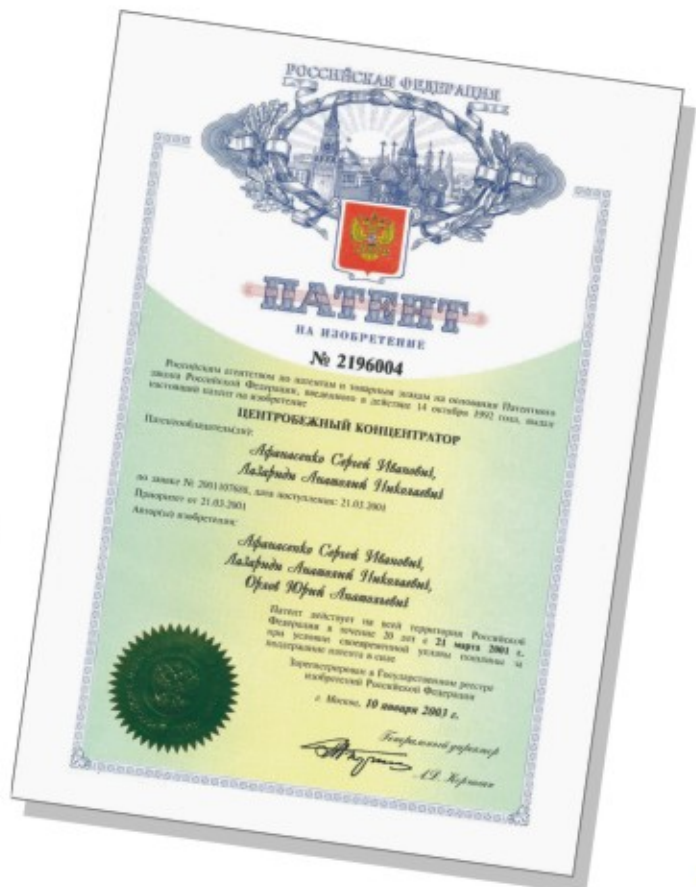 РОССИЙСКАЯ ФЕДЕРАЦИЯ
ПАТЕНТ
НА ИЗОБРЕТЕНИЕ
№ 2196004
Российским агентством по патентам и товарным знакам на основании Патентного
закона Российской Федерации, введенного в действие 14 октября 1992 года, выдан
настоящий патент на изобретение
ЦЕНТРОБЕЖНЫЙ КОНЦЕНТРАТОР
Патентообладатель(ли):
Афанасенко Сергей Иванович,
Лазариди Анатолий Николаевич
по заявке № 2001107688, дата поступления: 21.03.2001
Приоритет от 21.03.2001
Автор(ы) изобретения:
Афанасенко Сергей Иванович,
Лазариди Анатолий Николаевич,
Орлов Юрий Анатольевич
Патент действует на всей территории Российской
Федерации в течение 20 лет с 21 марта 2001 г.
при условии своевременной уплаты пошлины за
поддержание патента в силе
Зарегистрирован в Государственном реестре
изобретений Российской Федерации
г. Москва, 10 января 2003 г.
Генеральный директор
А.Д. Корчагин